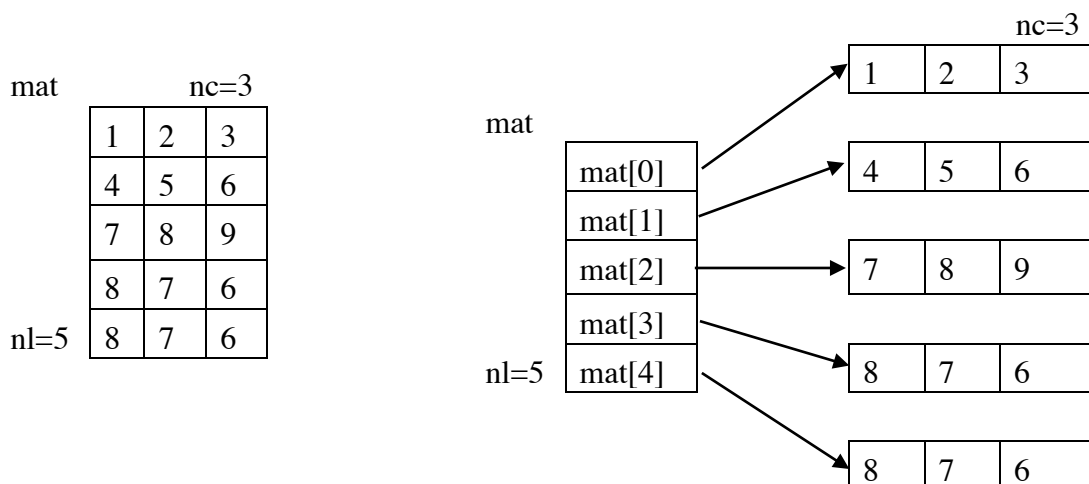 mat nc=3
1 2 3
4 5 6
7 8 9
8 7 6
nl=5 8 7 6
mat
mat[0]
mat[1]
mat[2]
mat[3]
nl=5 mat[4]
nc=3
1 2 3
4 5 6
7 8 9
8 7 6
8 7 6